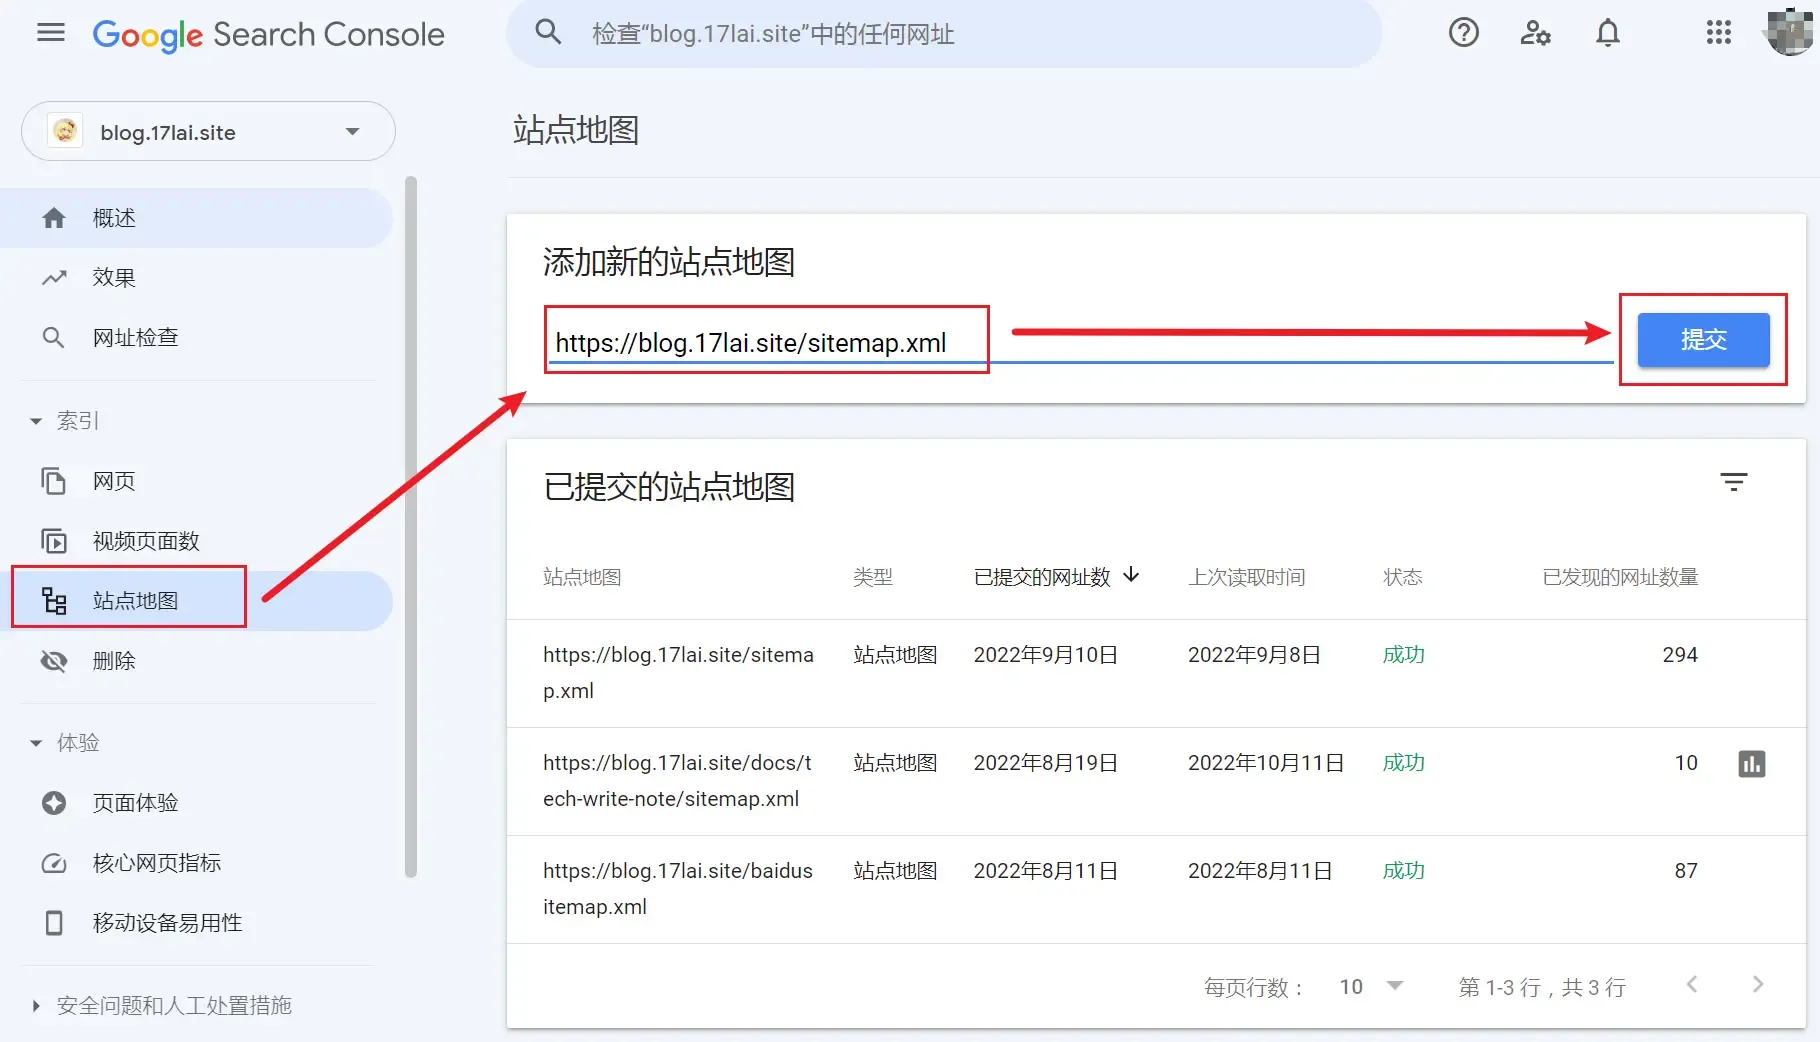 Google Search Console
检查“blog.17lai.site”中的任何网址
blog.17lai.site
概述
效果
网址检查
索引
网页
视频页面数
站点地图
删除
体验
页面体验
核心网页指标
移动设备易用性
安全问题和人工处置措施
站点地图
添加新的站点地图
https://blog.17lai.site/sitemap.xml
提交
已提交的站点地图
站点地图 类型 已提交的网址数 上次读取时间 状态 已发现的网址数量
https://blog.17lai.site/sitema 站点地图 2022年9月10日 2022年9月8日 成功 294
p.xml
https://blog.17lai.site/docs/t 站点地图 2022年8月19日 2022年10月11日 成功 10
ech-write-note/sitemap.xml
https://blog.17lai.site/baidus 站点地图 2022年8月11日 2022年8月11日 成功 87
itemap.xml
每页行数： 10 第 1-3 行，共 3 行